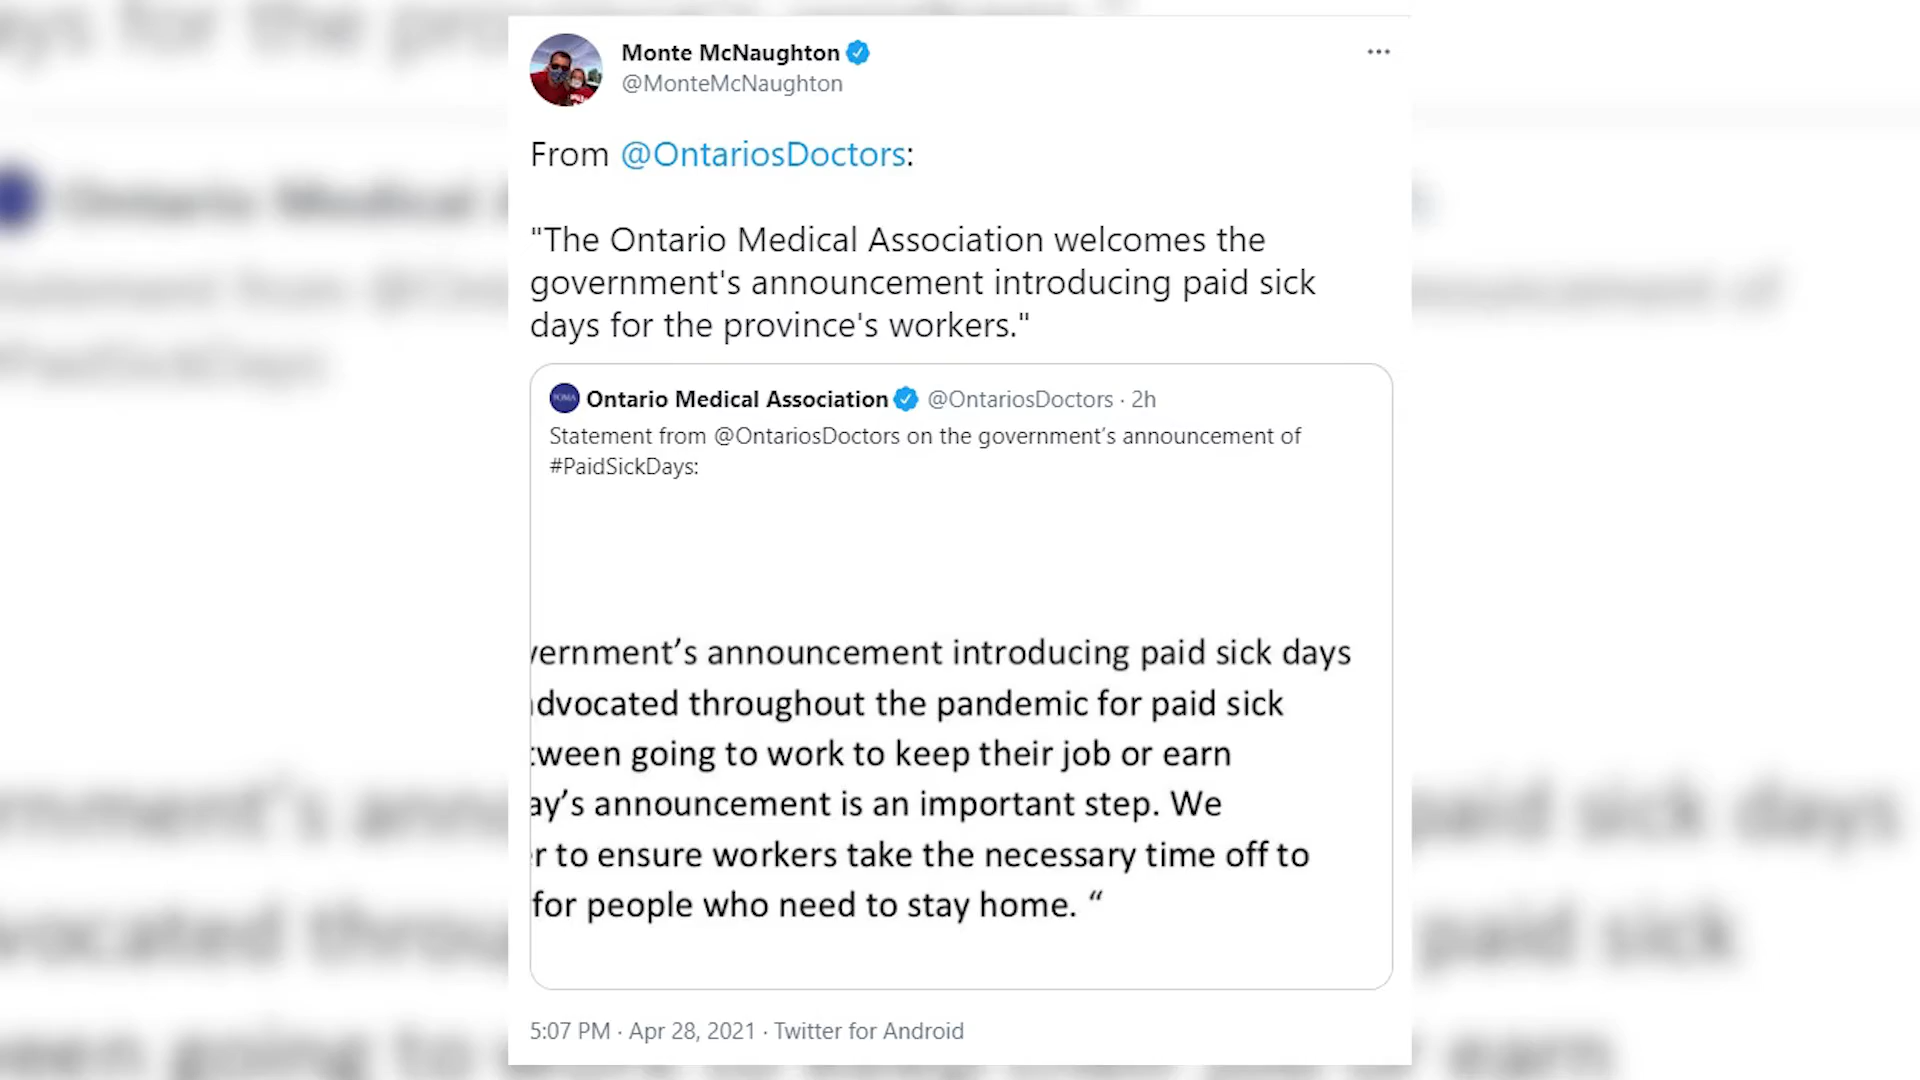 Monte McNaughton
@MonteMcNaughton
From @OntariosDoctors:
"The Ontario Medical Association welcomes the
government's announcement introducing paid sick
days for the province's workers."
OMA Ontario Medical Association @OntariosDoctors · 2h
Statement from @OntariosDoctors on the government’s announcement of
#PaidSickDays:
vernment’s announcement introducing paid sick days
advocated throughout the pandemic for paid sick
tween going to work to keep their job or earn
ay’s announcement is an important step. We
r to ensure workers take the necessary time off to
for people who need to stay home. “
5:07 PM · Apr 28, 2021 · Twitter for Android